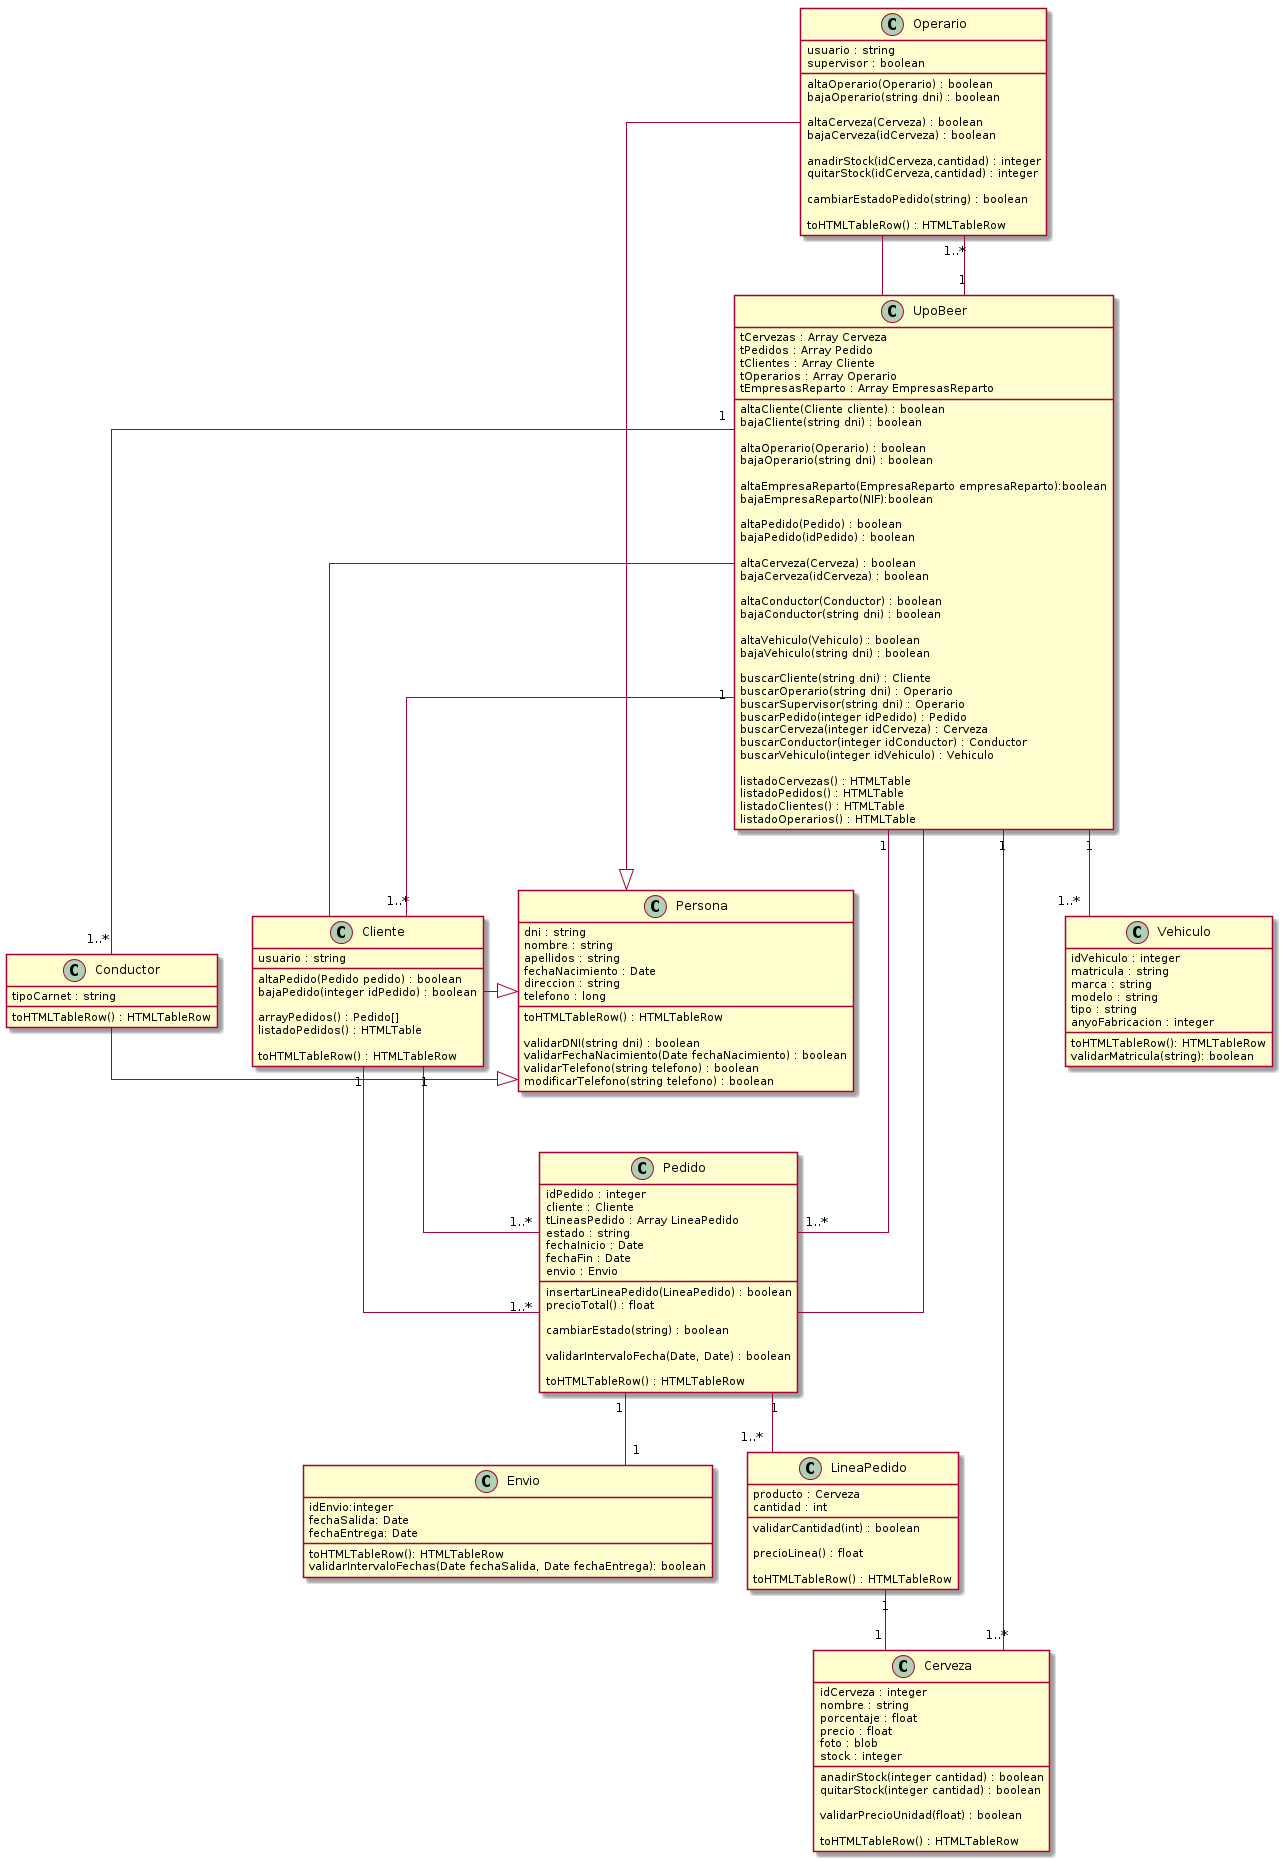 C Operario
usuario : string
supervisor : boolean
altaOperario(Operario) : boolean
bajaOperario(string dni) : boolean
altaCerveza(Cerveza) : boolean
bajaCerveza(idCerveza) : boolean
anadirStock(idCerveza,cantidad) : integer
quitarStock(idCerveza,cantidad) : integer
cambiarEstadoPedido(string) : boolean
toHTMLTableRow() : HTMLTableRow
1..*
1
C UpoBeer
tCervezas : Array Cerveza
tPedidos : Array Pedido
tClientes : Array Cliente
tOperarios : Array Operario
tEmpresasReparto : Array EmpresasReparto
altaCliente(Cliente cliente) : boolean
bajaCliente(string dni) : boolean
altaOperario(Operario) : boolean
bajaOperario(string dni) : boolean
altaEmpresaReparto(EmpresaReparto empresaReparto):boolean
bajaEmpresaReparto(NIF):boolean
altaPedido(Pedido) : boolean
bajaPedido(idPedido) : boolean
altaCerveza(Cerveza) : boolean
bajaCerveza(idCerveza) : boolean
altaConductor(Conductor) : boolean
bajaConductor(string dni) : boolean
altaVehiculo(Vehiculo) : boolean
bajaVehiculo(string dni) : boolean
buscarCliente(string dni) : Cliente
buscarOperario(string dni) : Operario
buscarSupervisor(string dni) : Operario
buscarPedido(integer idPedido) : Pedido
buscarCerveza(integer idCerveza) : Cerveza
buscarConductor(integer idConductor) : Conductor
buscarVehiculo(integer idVehiculo) : Vehiculo
listadoCervezas() : HTMLTable
listadoPedidos() : HTMLTable
listadoClientes() : HTMLTable
listadoOperarios() : HTMLTable
1
1
1
1
1
1..*
1..*
1..*
C Conductor
tipoCarnet : string
toHTMLTableRow() : HTMLTableRow
C Cliente
usuario : string
altaPedido(Pedido pedido) : boolean
bajaPedido(integer idPedido) : boolean
arrayPedidos() : Pedido[]
listadoPedidos() : HTMLTable
toHTMLTableRow() : HTMLTableRow
C Persona
dni : string
nombre : string
apellidos : string
fechaNacimiento : Date
direccion : string
telefono : long
toHTMLTableRow() : HTMLTableRow
validarDNI(string dni) : boolean
validarFechaNacimiento(Date fechaNacimiento) : boolean
validarTelefono(string telefono) : boolean
modificarTelefono(string telefono) : boolean
C Vehiculo
idVehiculo : integer
matricula : string
marca : string
modelo : string
tipo : string
anyoFabricacion : integer
toHTMLTableRow(): HTMLTableRow
validarMatricula(string): boolean
1
1
1..*
1..*
1..*
C Pedido
idPedido : integer
cliente : Cliente
tLineasPedido : Array LineaPedido
estado : string
fechaInicio : Date
fechaFin : Date
envio : Envio
insertarLineaPedido(LineaPedido) : boolean
precioTotal() : float
cambiarEstado(string) : boolean
validarIntervaloFecha(Date, Date) : boolean
toHTMLTableRow() : HTMLTableRow
1
1
1..*
1
C Envio
idEnvio:integer
fechaSalida: Date
fechaEntrega: Date
toHTMLTableRow(): HTMLTableRow
validarIntervaloFechas(Date fechaSalida, Date fechaEntrega): boolean
C LineaPedido
producto : Cerveza
cantidad : int
validarCantidad(int) : boolean
precioLinea() : float
toHTMLTableRow() : HTMLTableRow
1
1
1..*
C Cerveza
idCerveza : integer
nombre : string
porcentaje : float
precio : float
foto : blob
stock : integer
anadirStock(integer cantidad) : boolean
quitarStock(integer cantidad) : boolean
validarPrecioUnidad(float) : boolean
toHTMLTableRow() : HTMLTableRow